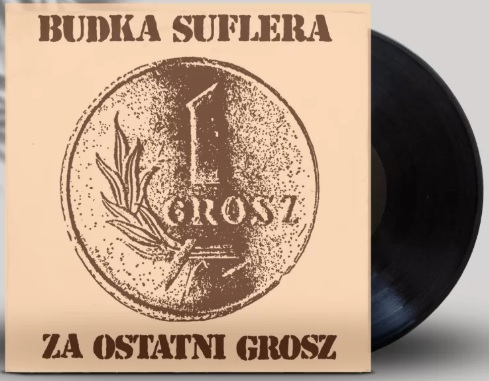 BUDKA SUFLERA
1
GROSZ
ZA OSTATNI GROSZ